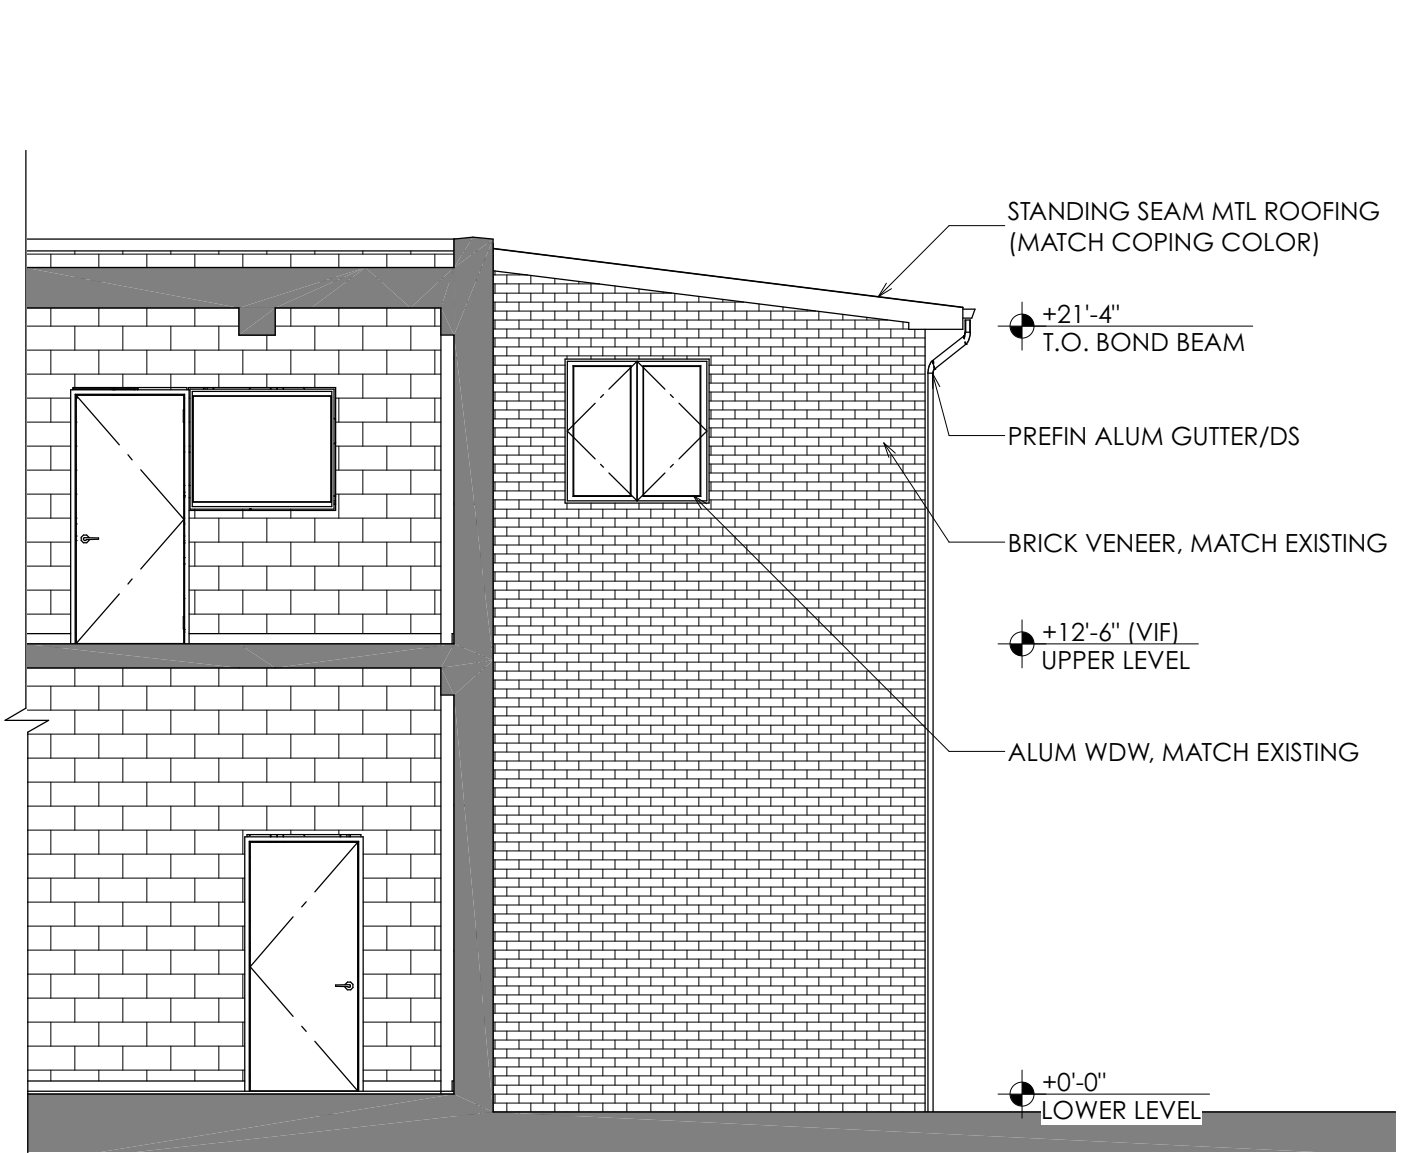 STANDING SEAM MTL ROOFING
(MATCH COPING COLOR)
+21'-4"
T.O. BOND BEAM
PREFIN ALUM GUTTER/DS
BRICK VENEER, MATCH EXISTING
+12'-6" (VIF)
UPPER LEVEL
ALUM WDW, MATCH EXISTING
+0'-0"
LOWER LEVEL